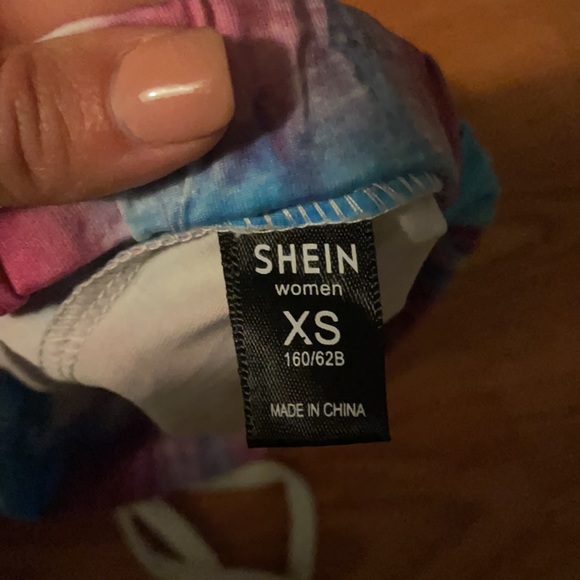 SHEIN
women
XS
160/62B
MADE IN CHINA